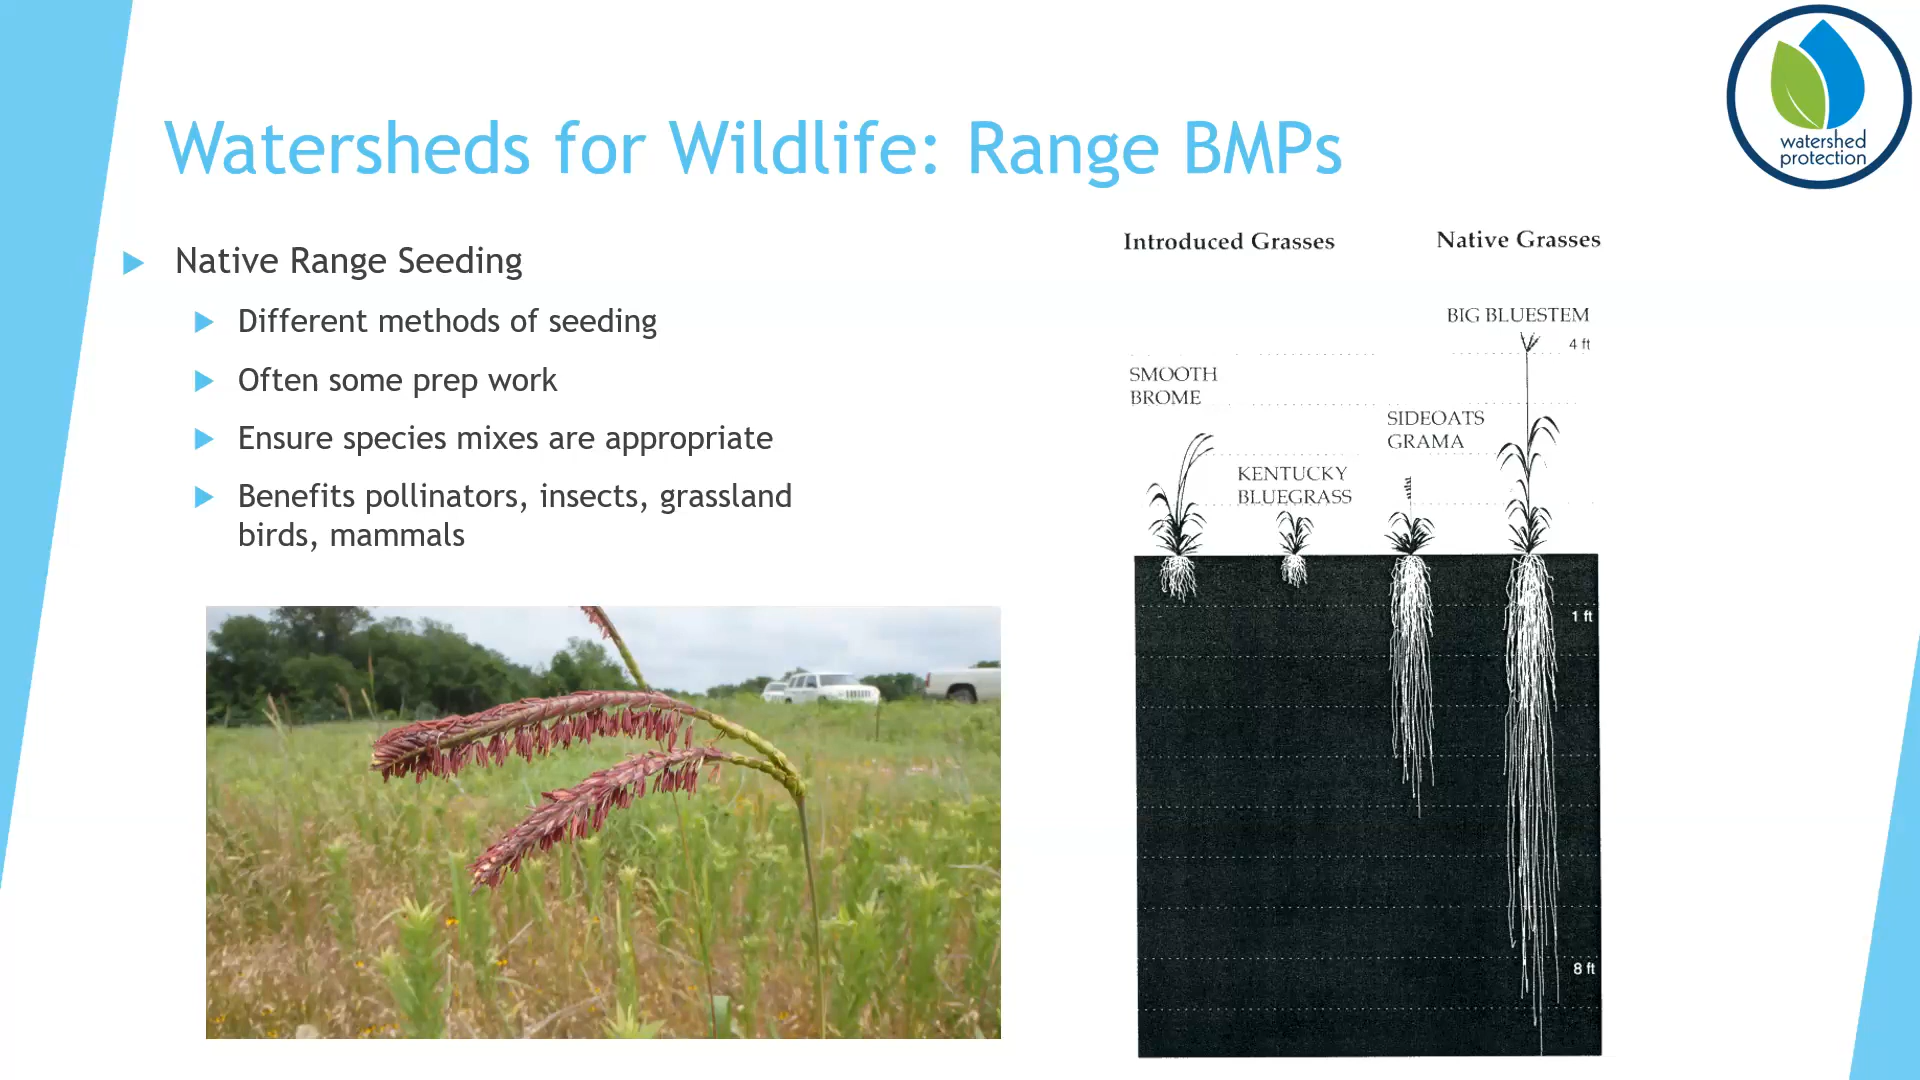 watershed
protection
Watersheds for Wildlife: Range BMPs
Native Range Seeding
Different methods of seeding
Often some prep work
Ensure species mixes are appropriate
Benefits pollinators, insects, grassland
birds, mammals
Introduced Grasses
Native Grasses
BIG BLUESTEM
4 ft
SMOOTH
BROME
SIDEOATS
GRAMA
KENTUCKY
BLUEGRASS
1 ft
8 ft